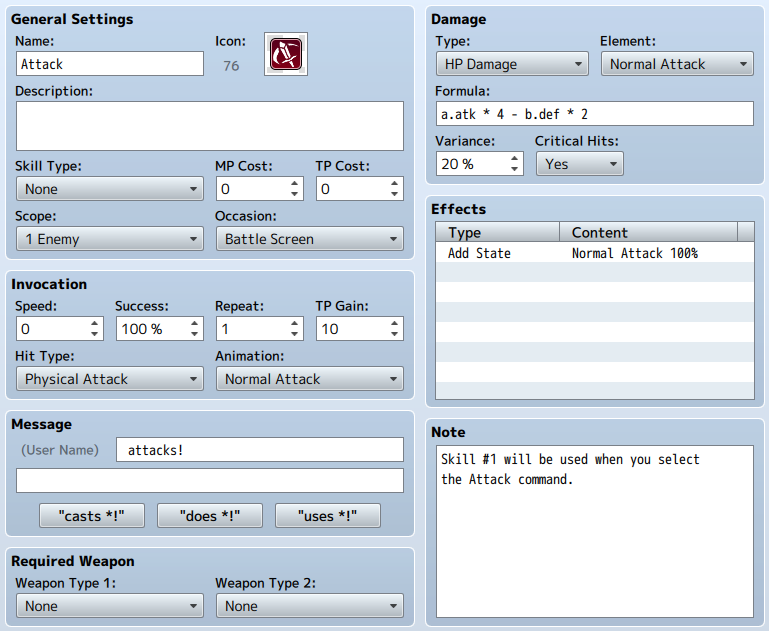 General Settings
Name: Icon:
Attack 76
Description:
Skill Type: MP Cost: TP Cost:
None 0 0
Scope: Occasion:
1 Enemy Battle Screen
Invocation
Speed: Success: Repeat: TP Gain:
0 100 % 1 10
Hit Type: Animation:
Physical Attack Normal Attack
Message
(User Name) attacks!
"casts *!" "does *!" "uses *!"
Required Weapon
Weapon Type 1: Weapon Type 2:
None None
Damage
Type: Element:
HP Damage Normal Attack
Formula:
a.atk * 4 - b.def * 2
Variance: Critical Hits:
20 % Yes
Effects
Type Content
Add State Normal Attack 100%
Note
Skill #1 will be used when you select
the Attack command.